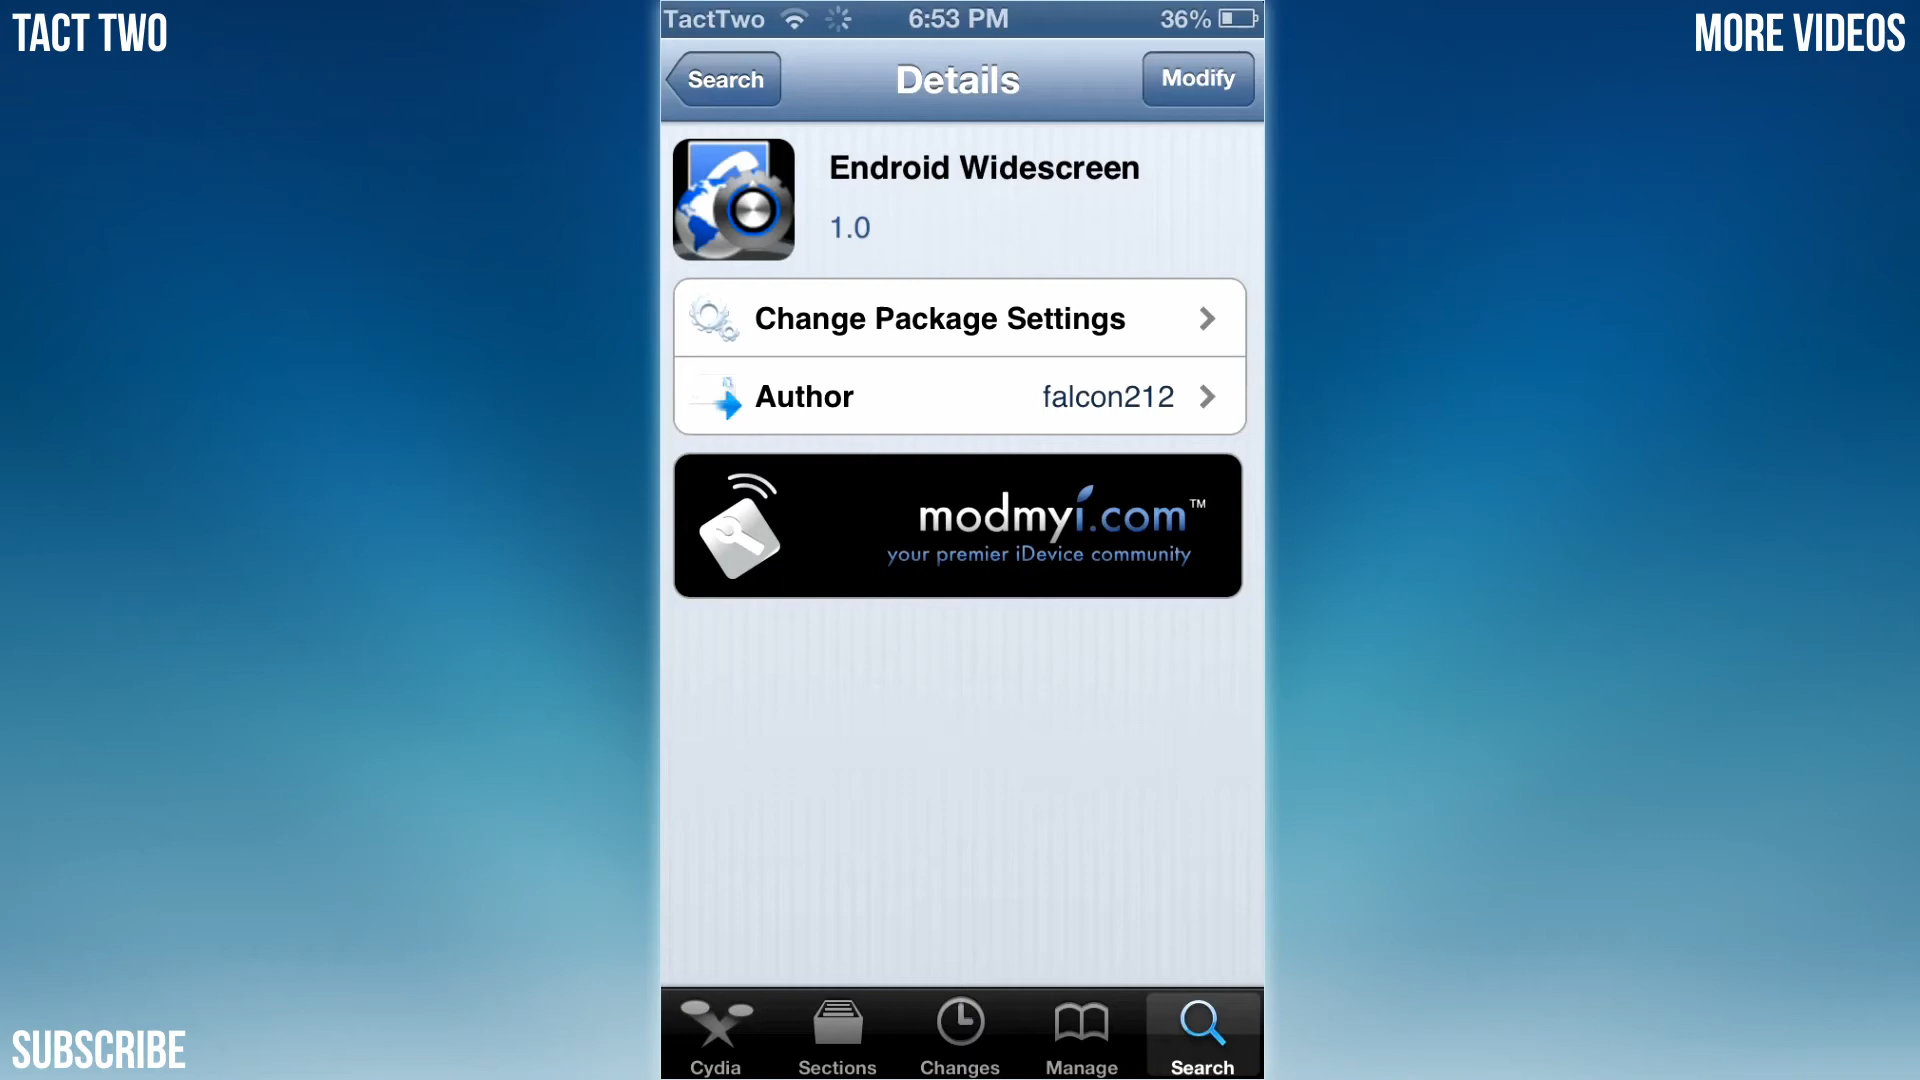 TACT TWO
MORE VIDEOS
TactTwo 6:53 PM 36%
Search Details Modify
Endroid Widescreen
1.0
Change Package Settings
Author falcon212
modmyi.com™
your premier iDevice community
Cydia Sections Changes Manage Search
SUBSCRIBE